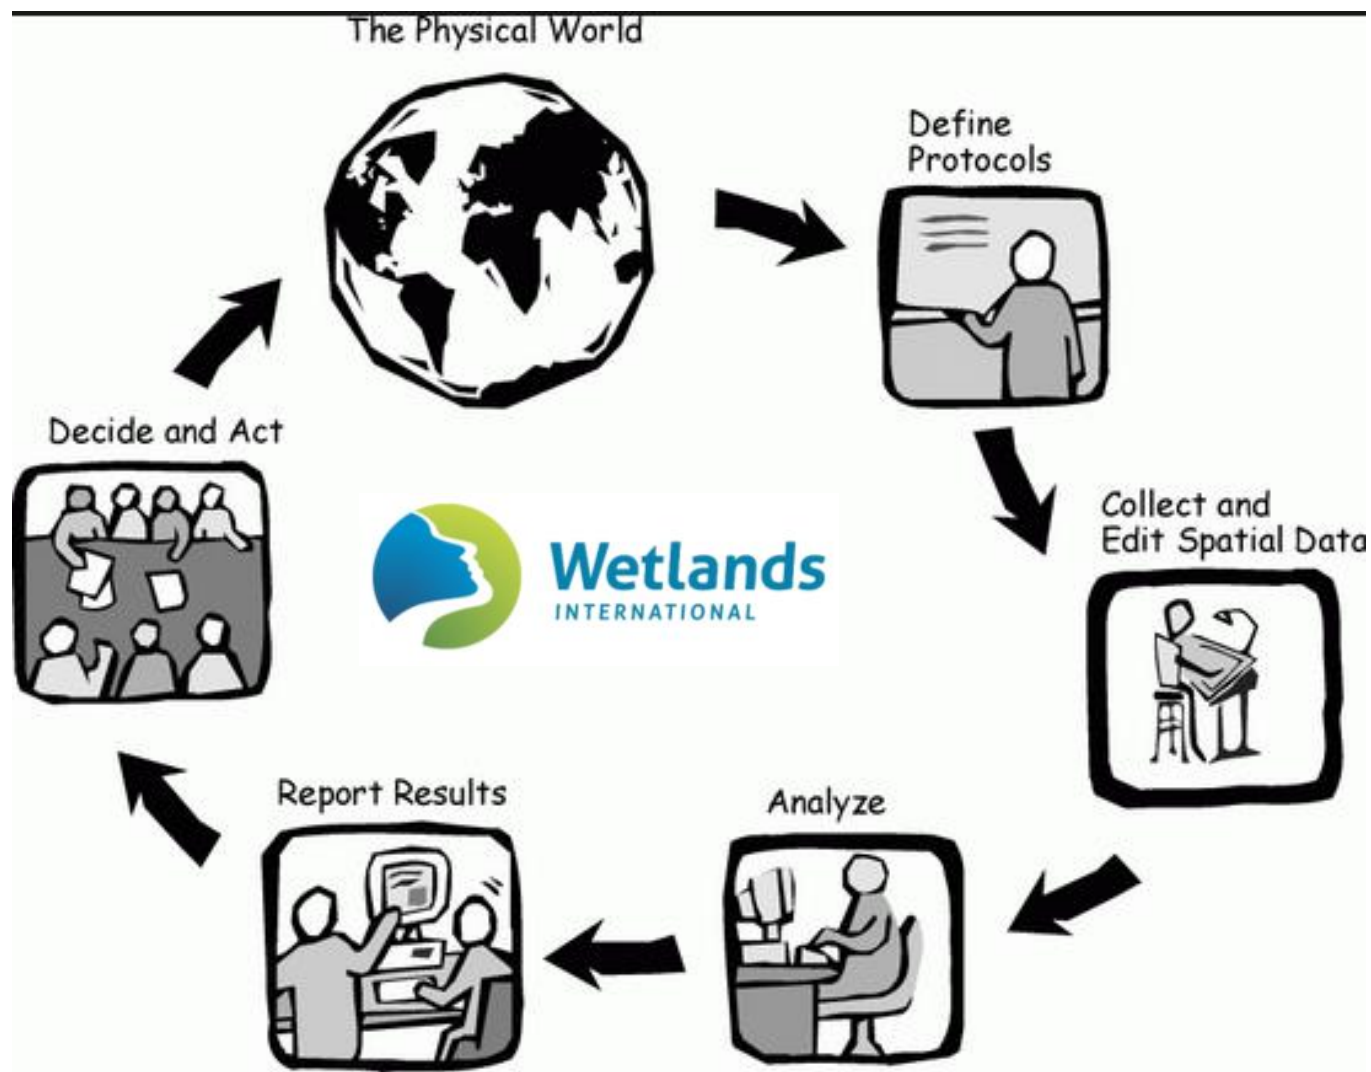 The Physical World
Define
Protocols
Collect and
Edit Spatial Data
Analyze
Report Results
Decide and Act
Wetlands
INTERNATIONAL